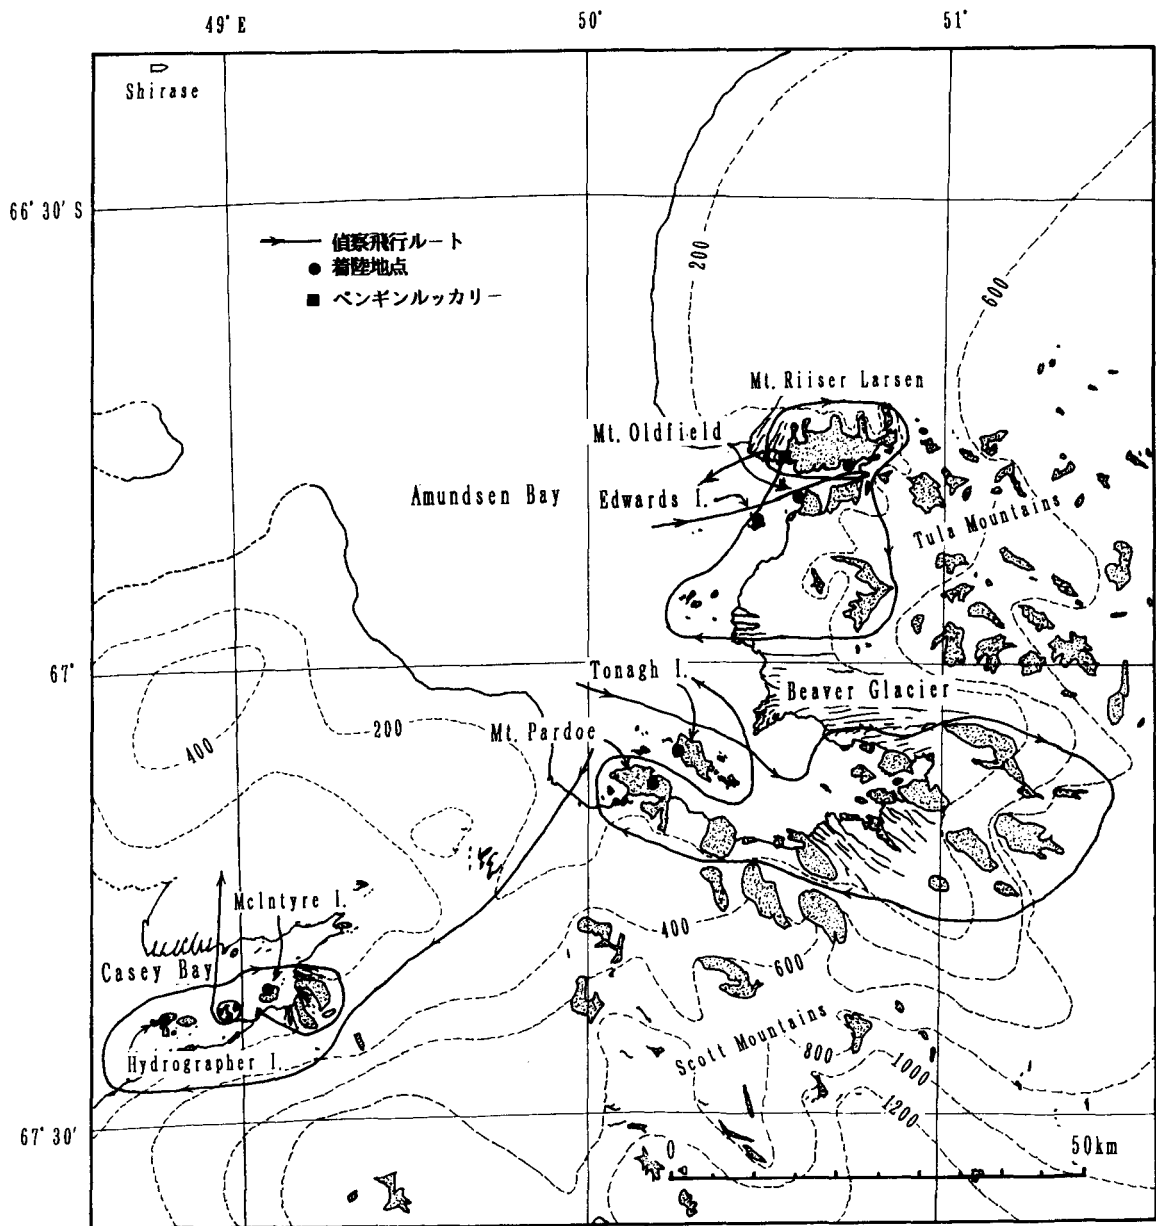 49° E
50°
51°
Shirase
66° 30' S
偵察飛行ルート
着陸地点
ペンギンルッカリー
200
600
Mt. Riiser Larsen
Mt. Oldfield
Amundsen Bay
Edwards I.
Tula Mountains
67°
Tonagh I.
Beaver Glacier
Mt. Pardoe
400
200
McIntyre I.
400
Casey Bay
600
Hydrographer I.
Scott Mountains
800
1000
1200
67° 30'
0
50km